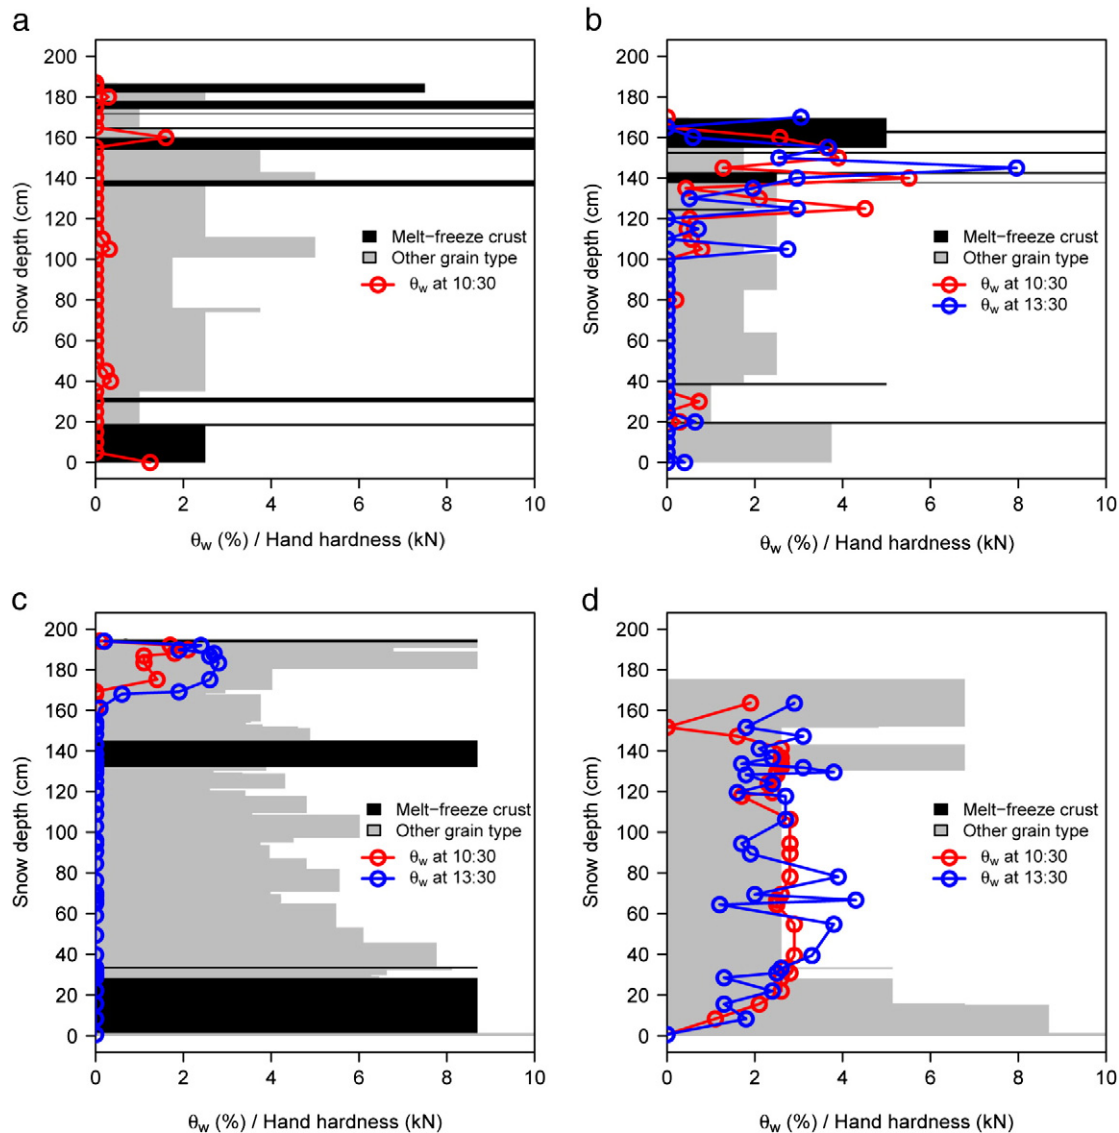 a
200
180
160
140
120
100
80
60
40
20
0
Snow depth (cm)
Melt−freeze crust
Other grain type
θw at 10:30
0 2 4 6 8 10
θw (%) / Hand hardness (kN)
b
200
180
160
140
120
100
80
60
40
20
0
Snow depth (cm)
Melt−freeze crust
Other grain type
θw at 10:30
θw at 13:30
0 2 4 6 8 10
θw (%) / Hand hardness (kN)
c
200
180
160
140
120
100
80
60
40
20
0
Snow depth (cm)
Melt−freeze crust
Other grain type
θw at 10:30
θw at 13:30
0 2 4 6 8 10
θw (%) / Hand hardness (kN)
d
200
180
160
140
120
100
80
60
40
20
0
Snow depth (cm)
Melt−freeze crust
Other grain type
θw at 10:30
θw at 13:30
0 2 4 6 8 10
θw (%) / Hand hardness (kN)